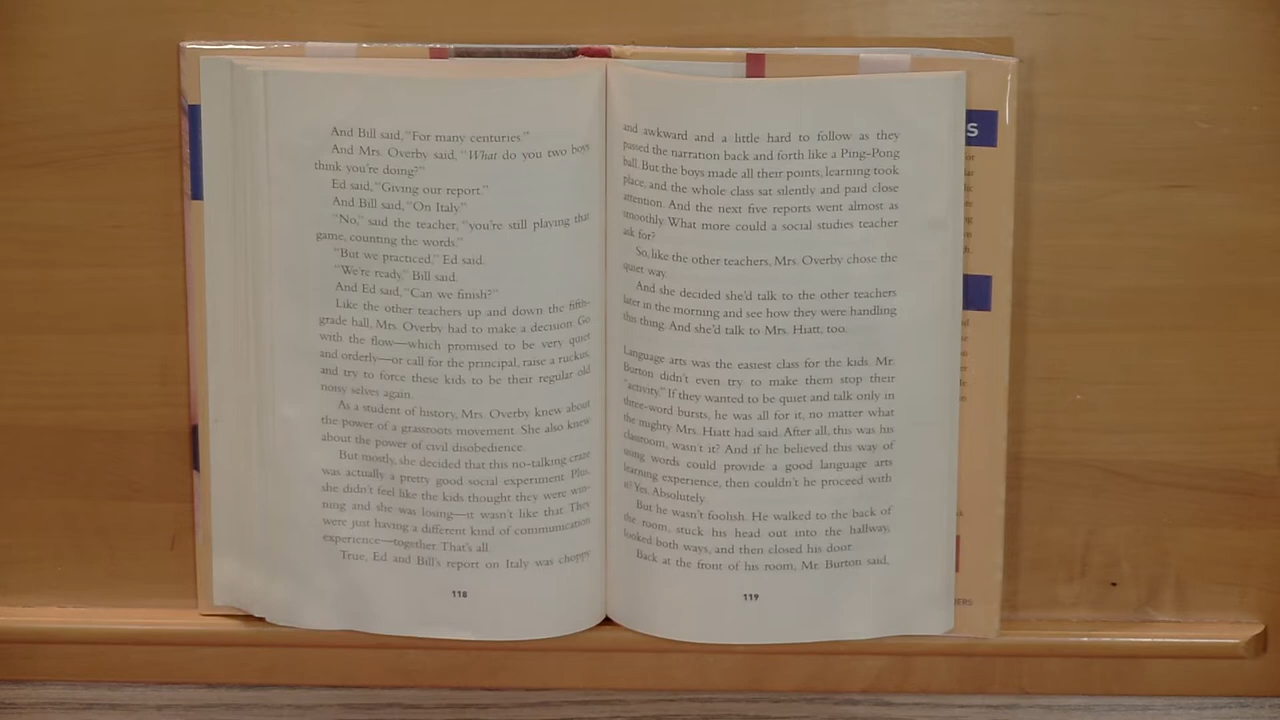 And Bill said, "For many centuries."
And Mrs. Overby said, "What do you two boys
think you're doing?"
Ed said, "Giving our report."
And Bill said, "On Italy."
"No," said the teacher, "you're still playing that
game, counting the words."
"But we practiced," Ed said.
"We're ready," Bill said.
And Ed said, "Can we finish?"
Like the other teachers up and down the fifth-
grade hall, Mrs. Overby had to make a decision: Go
with the flow—which promised to be very quiet
and orderly—or call for the principal, raise a ruckus,
and try to force these kids to be their regular old
noisy selves again.
As a student of history, Mrs. Overby knew about
the power of a grassroots movement. She also knew
about the power of civil disobedience.
But mostly, she decided that this no-talking craze
was actually a pretty good social experiment. Plus,
she didn't feel like the kids thought they were win-
ning and she was losing—it wasn't like that. They
were just having a different kind of communication
experience—together. That's all.
True, Ed and Bill's report on Italy was choppy
118
and awkward and a little hard to follow as they
passed the narration back and forth like a Ping-Pong
ball. But the boys made all their points, learning took
place, and the whole class sat silently and paid close
attention. And the next five reports went almost as
smoothly. What more could a social studies teacher
ask for?
So, like the other teachers, Mrs. Overby chose the
quiet way.
And she decided she'd talk to the other teachers
later in the morning and see how they were handling
this thing. And she'd talk to Mrs. Hiatt, too.
Language arts was the easiest class for the kids. Mr.
Burton didn't even try to make them stop their
"activity." If they wanted to be quiet and talk only in
three-word bursts, he was all for it, no matter what
the mighty Mrs. Hiatt had said. After all, this was his
classroom, wasn't it? And if he believed this way of
using words could provide a good language arts
learning experience, then couldn't he proceed with
it? Yes. Absolutely.
But he wasn't foolish. He walked to the back of
the room, stuck his head out into the hallway,
looked both ways, and then closed his door.
Back at the front of his room, Mr. Burton said,
119
S